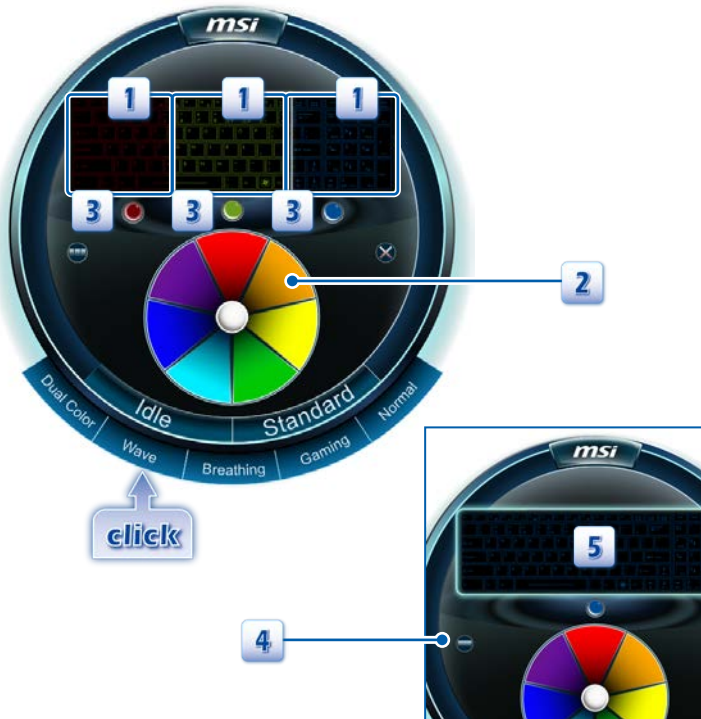 msi
1 1 1
3 3 3
2
Idle Standard
Dual Color Wave Breathing Gaming Normal
click
msi
5
4